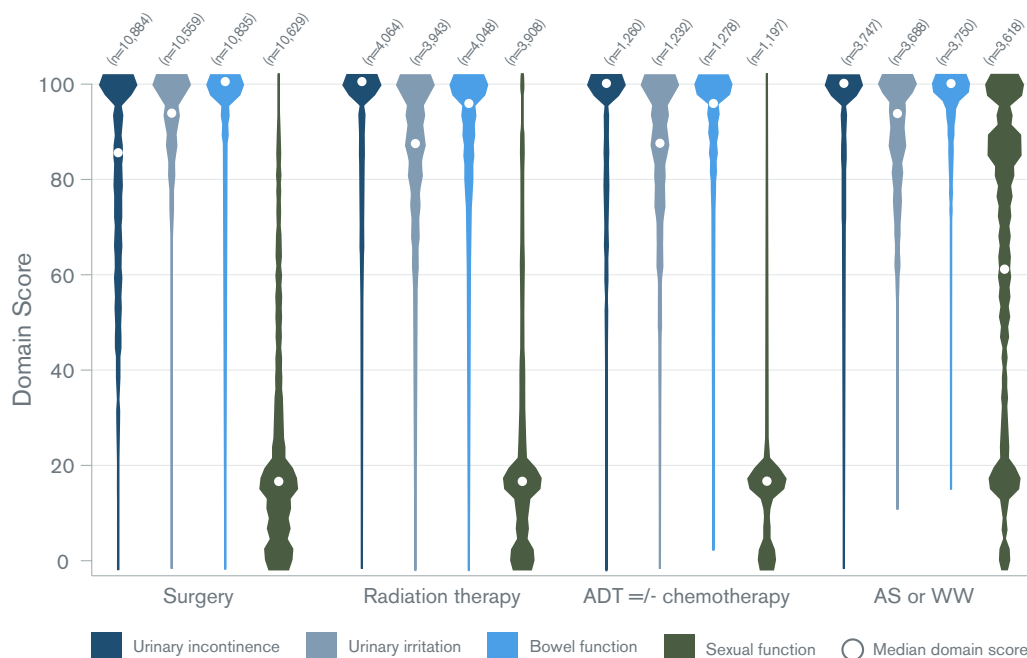 (n=10,884) (n=10,559) (n=10,835) (n=10,629) (n=4,064) (n=3,943) (n=4,048) (n=3,908) (n=1,260) (n=1,232) (n=1,278) (n=1,197) (n=3,747) (n=3,688) (n=3,750) (n=3,618)
Domain Score
100
80
60
40
20
0
Surgery Radiation therapy ADT =/- chemotherapy AS or WW
Urinary incontinence Urinary irritation Bowel function Sexual function Median domain score